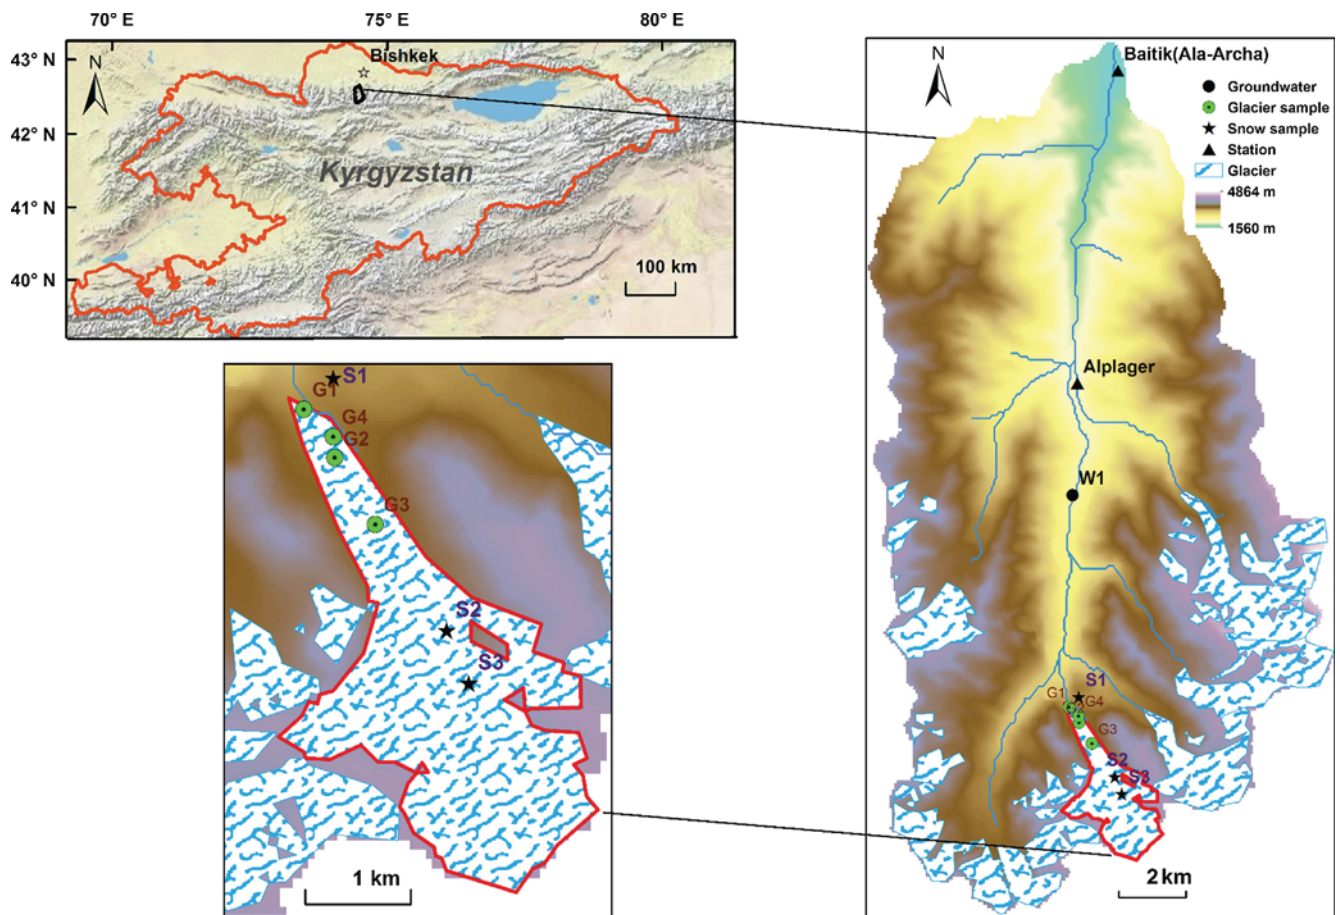 70° E
75° E
80° E
43° N
42° N
41° N
40° N
N
Bishkek
Kyrgyzstan
100 km
S1
G1
G4
G2
G3
S2
S3
1 km
N
Baitik(Ala-Archa)
Groundwater
Glacier sample
Snow sample
Station
Glacier
4864 m
1560 m
Alplager
W1
S1
G1
G4
G2
G3
S2
S3
2 km